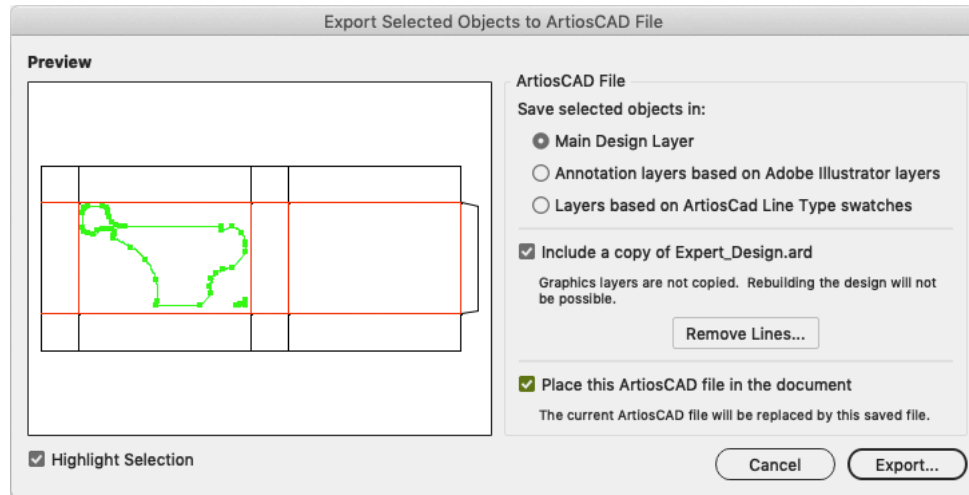 Export Selected Objects to ArtiosCAD File
Preview
ArtiosCAD File
Save selected objects in:
Main Design Layer
Annotation layers based on Adobe Illustrator layers
Layers based on ArtiosCad Line Type swatches
Include a copy of Expert_Design.ard
Graphics layers are not copied. Rebuilding the design will not
be possible.
Remove Lines...
Place this ArtiosCAD file in the document
The current ArtiosCAD file will be replaced by this saved file.
Highlight Selection
Cancel
Export...